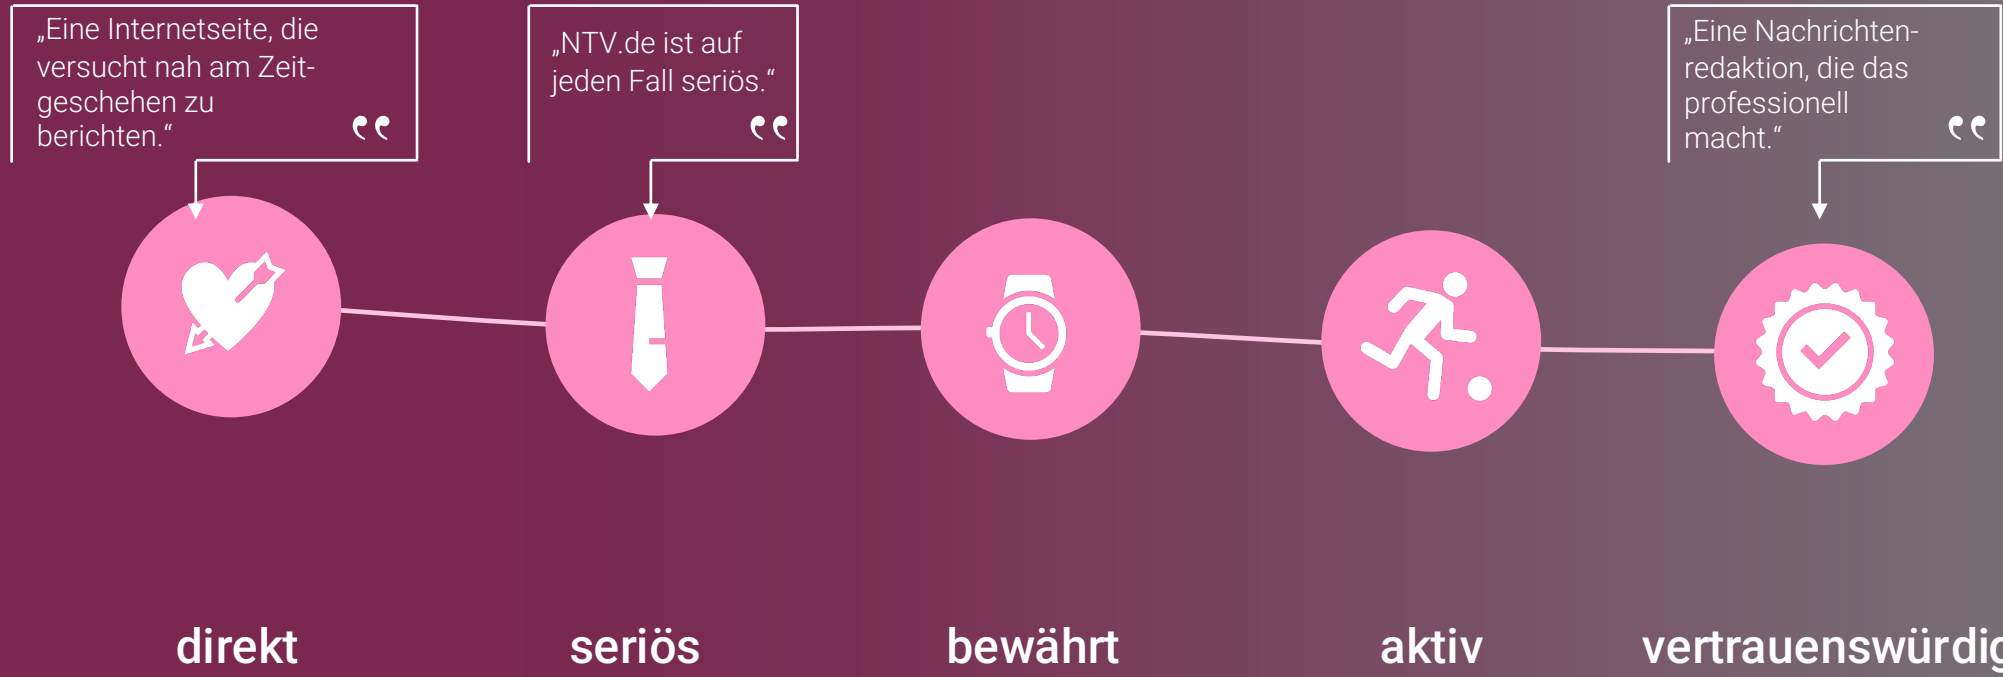 „Eine Internetseite, die
versucht nah am Zeit-
geschehen zu
berichten.“
„NTV.de ist auf
jeden Fall seriös.“
„Eine Nachrichten-
redaktion, die das
professionell
macht.“
direkt
seriös
bewährt
aktiv
vertrauenswürdig